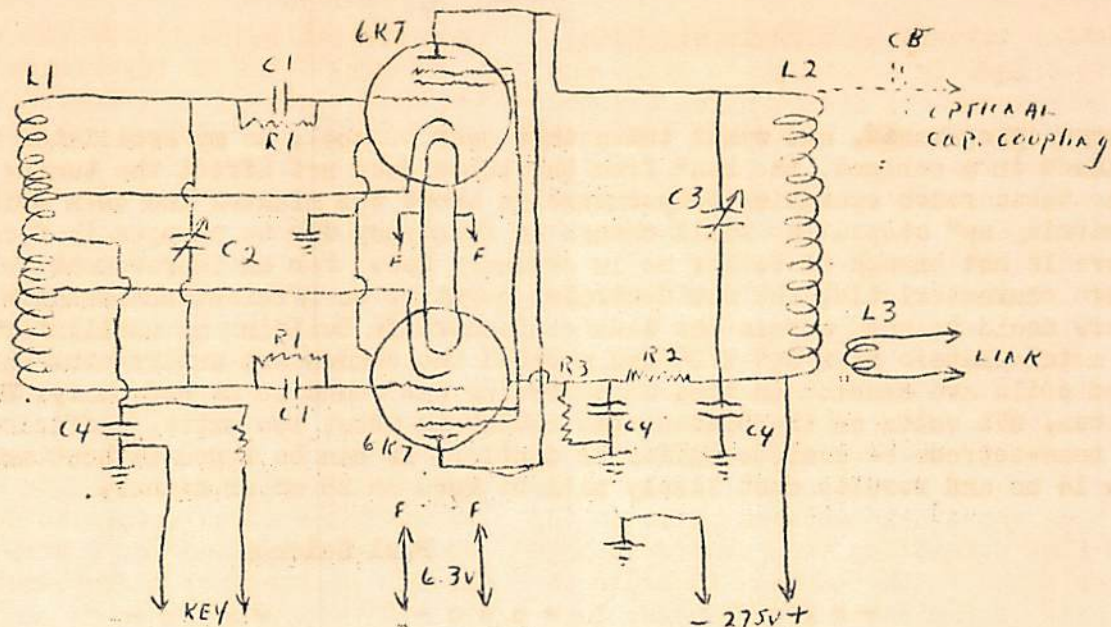 6K7
CB
L1
C1
L2
OPTIONAL
CAP. COUPLING
R1
C3
C2
F
F
L3
LINK
R1
R3
R2
C1
C4
C4
C4
6K7
F
F
KEY
6.3V
- 275V +